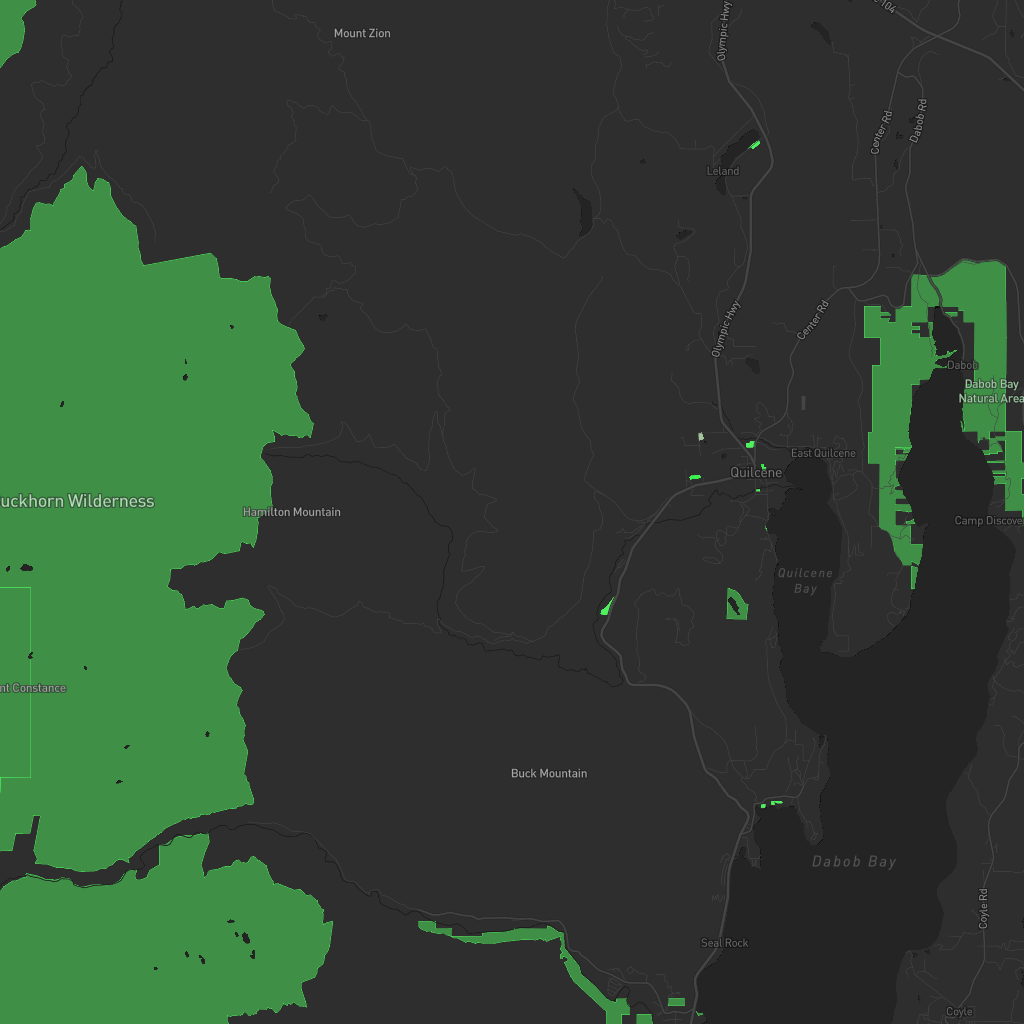 104
Mount Zion
Olympic Hwy
Center Rd
Dabob Rd
Leland
Olympic Hwy
Center Rd
Dabob
Dabob Bay
Natural Area
East Quilcene
Quilcene
uckhorn Wilderness
Hamilton Mountain
Camp Discove
Quilcene
Bay
nt Constance
Buck Mountain
Dabob Bay
Coyle Rd
Seal Rock
Coyle